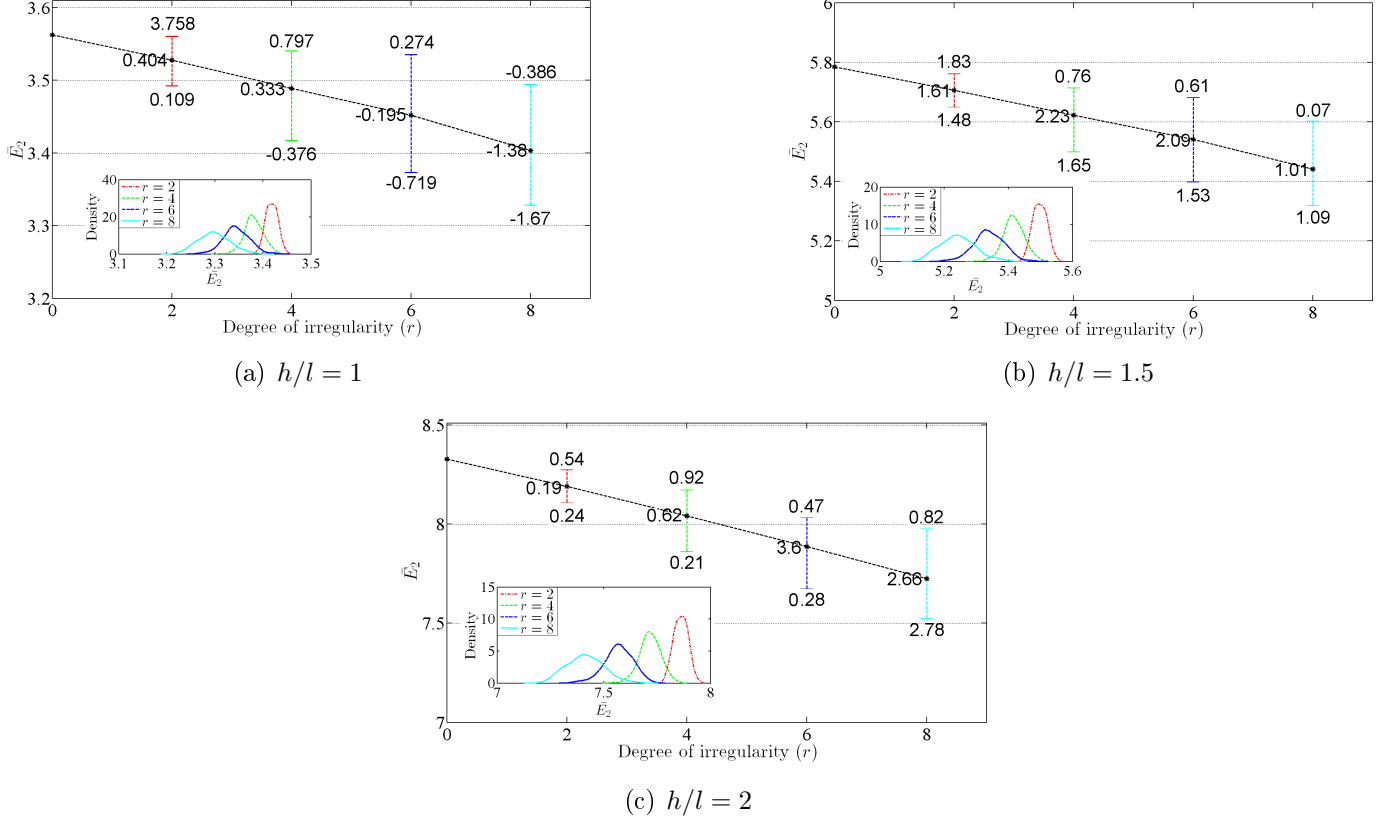 3.6
3.5
3.4
3.3
3.2
Ē₂
3.758
0.404
0.109
0.797
0.333
-0.376
0.274
-0.195
-0.719
-0.386
-1.38
-1.67
40
20
0
Density
r = 2
r = 4
r = 6
r = 8
3.1 3.2 3.3 3.4 3.5
Ē₂
0 2 4 6 8
Degree of irregularity (r)
(a) h/l = 1
6
5.8
5.6
5.4
5.2
5
Ē₂
1.83
1.61
1.48
0.76
2.23
1.65
0.61
2.09
1.53
0.07
1.01
1.09
20
10
0
Density
r = 2
r = 4
r = 6
r = 8
5 5.2 5.4 5.6
Ē₂
0 2 4 6 8
Degree of irregularity (r)
(b) h/l = 1.5
8.5
8
7.5
7
Ē₂
0.54
0.19
0.24
0.92
0.62
0.21
0.47
3.6
0.28
0.82
2.66
2.78
15
10
5
0
Density
r = 2
r = 4
r = 6
r = 8
7 7.5 8
Ē₂
0 2 4 6 8
Degree of irregularity (r)
(c) h/l = 2